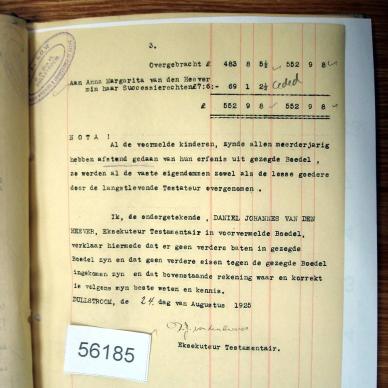 3.
Overgebracht £ 483 8 5½ 552 9 8
Aan Anna Margarita van den Heever
min haar Successierechten £7:6:- 69 1 2½ Ceded
£ 552 9 8 552 9 8
NOTA!
Al de voormelde kinderen, zynde allen meerderjarig
hebben afstand gedaan van hun erfenis uit gezegde Boedel ,
ze werden al de vaste eigendommen zowel als de losse goedere
door de langstlevende Testateur overgenomen .
Ik, de ondergetekende , DANIEL JOHANNES VAN DEN
HEEVER, Eksekuteur Testamentair in voorvermelde Boedel,
verklaar hiermede dat er geen verdere baten in gezegde
Boedel zyn en dat geen verdere eisen tegen de gezegde Boedel
ingekomen zyn en dat bovenstaande rekening waar en korrekt
is volgens myn beste weten en kennis.
DULLSTROOM, de 24 dag van Augustus 1925
Eksekuteur Testamentair.
56185